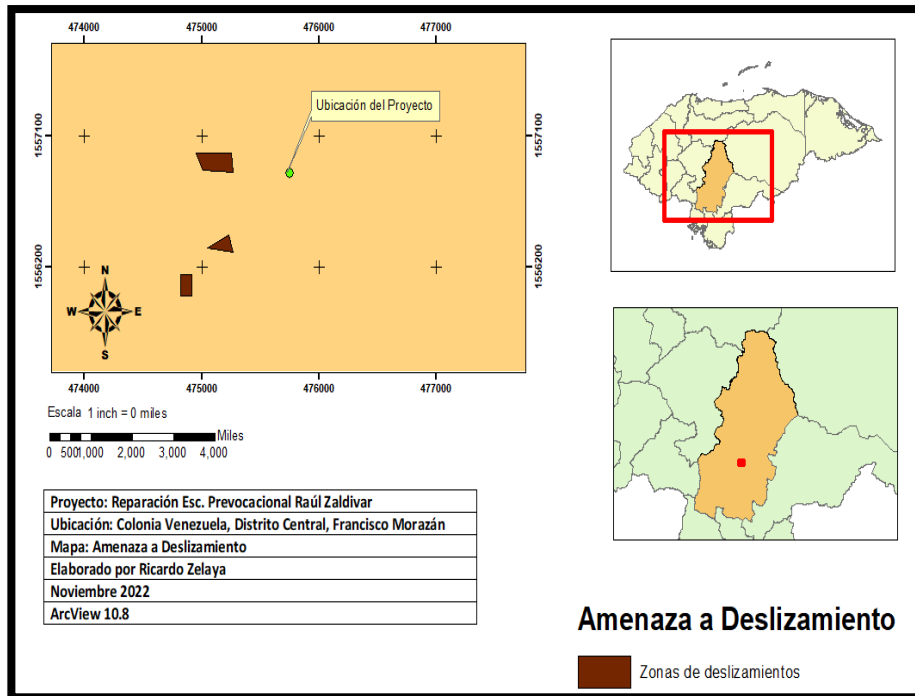 474000 475000 476000 477000
Ubicación del Proyecto
1557100 1557100
1556200 1556200
N
W E
S
474000 475000 476000 477000
Escala 1 inch = 0 miles
Miles
0 500 1,000 2,000 3,000 4,000
Proyecto: Reparación Esc. Prevocacional Raúl Zaldivar
Ubicación: Colonia Venezuela, Distrito Central, Francisco Morazán
Mapa: Amenaza a Deslizamiento
Elaborado por Ricardo Zelaya
Noviembre 2022
ArcView 10.8
Amenaza a Deslizamiento
Zonas de deslizamientos